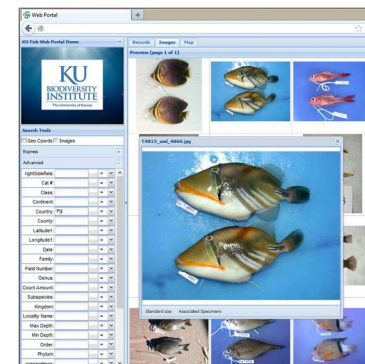 Web Portal
+
KU Fish Web Portal Demo
Records Images Map
Preview (page 1 of 1)
KU
BIODIVERSITY
INSTITUTE
The University of Kansas
Search Tools
Geo Coords Images
Express
Advanced
rightSideRels:
Cat #:
Class:
Continent:
Country: Fiji
County:
Latitude1:
Longitude1:
Date:
Family:
Field Number:
Genus:
Count Amount:
Subspecies:
Kingdom:
Locality Name:
Max Depth:
Min Depth:
Order:
Phylum:
T4815_and_4860.jpg
Standard size Associated Specimens